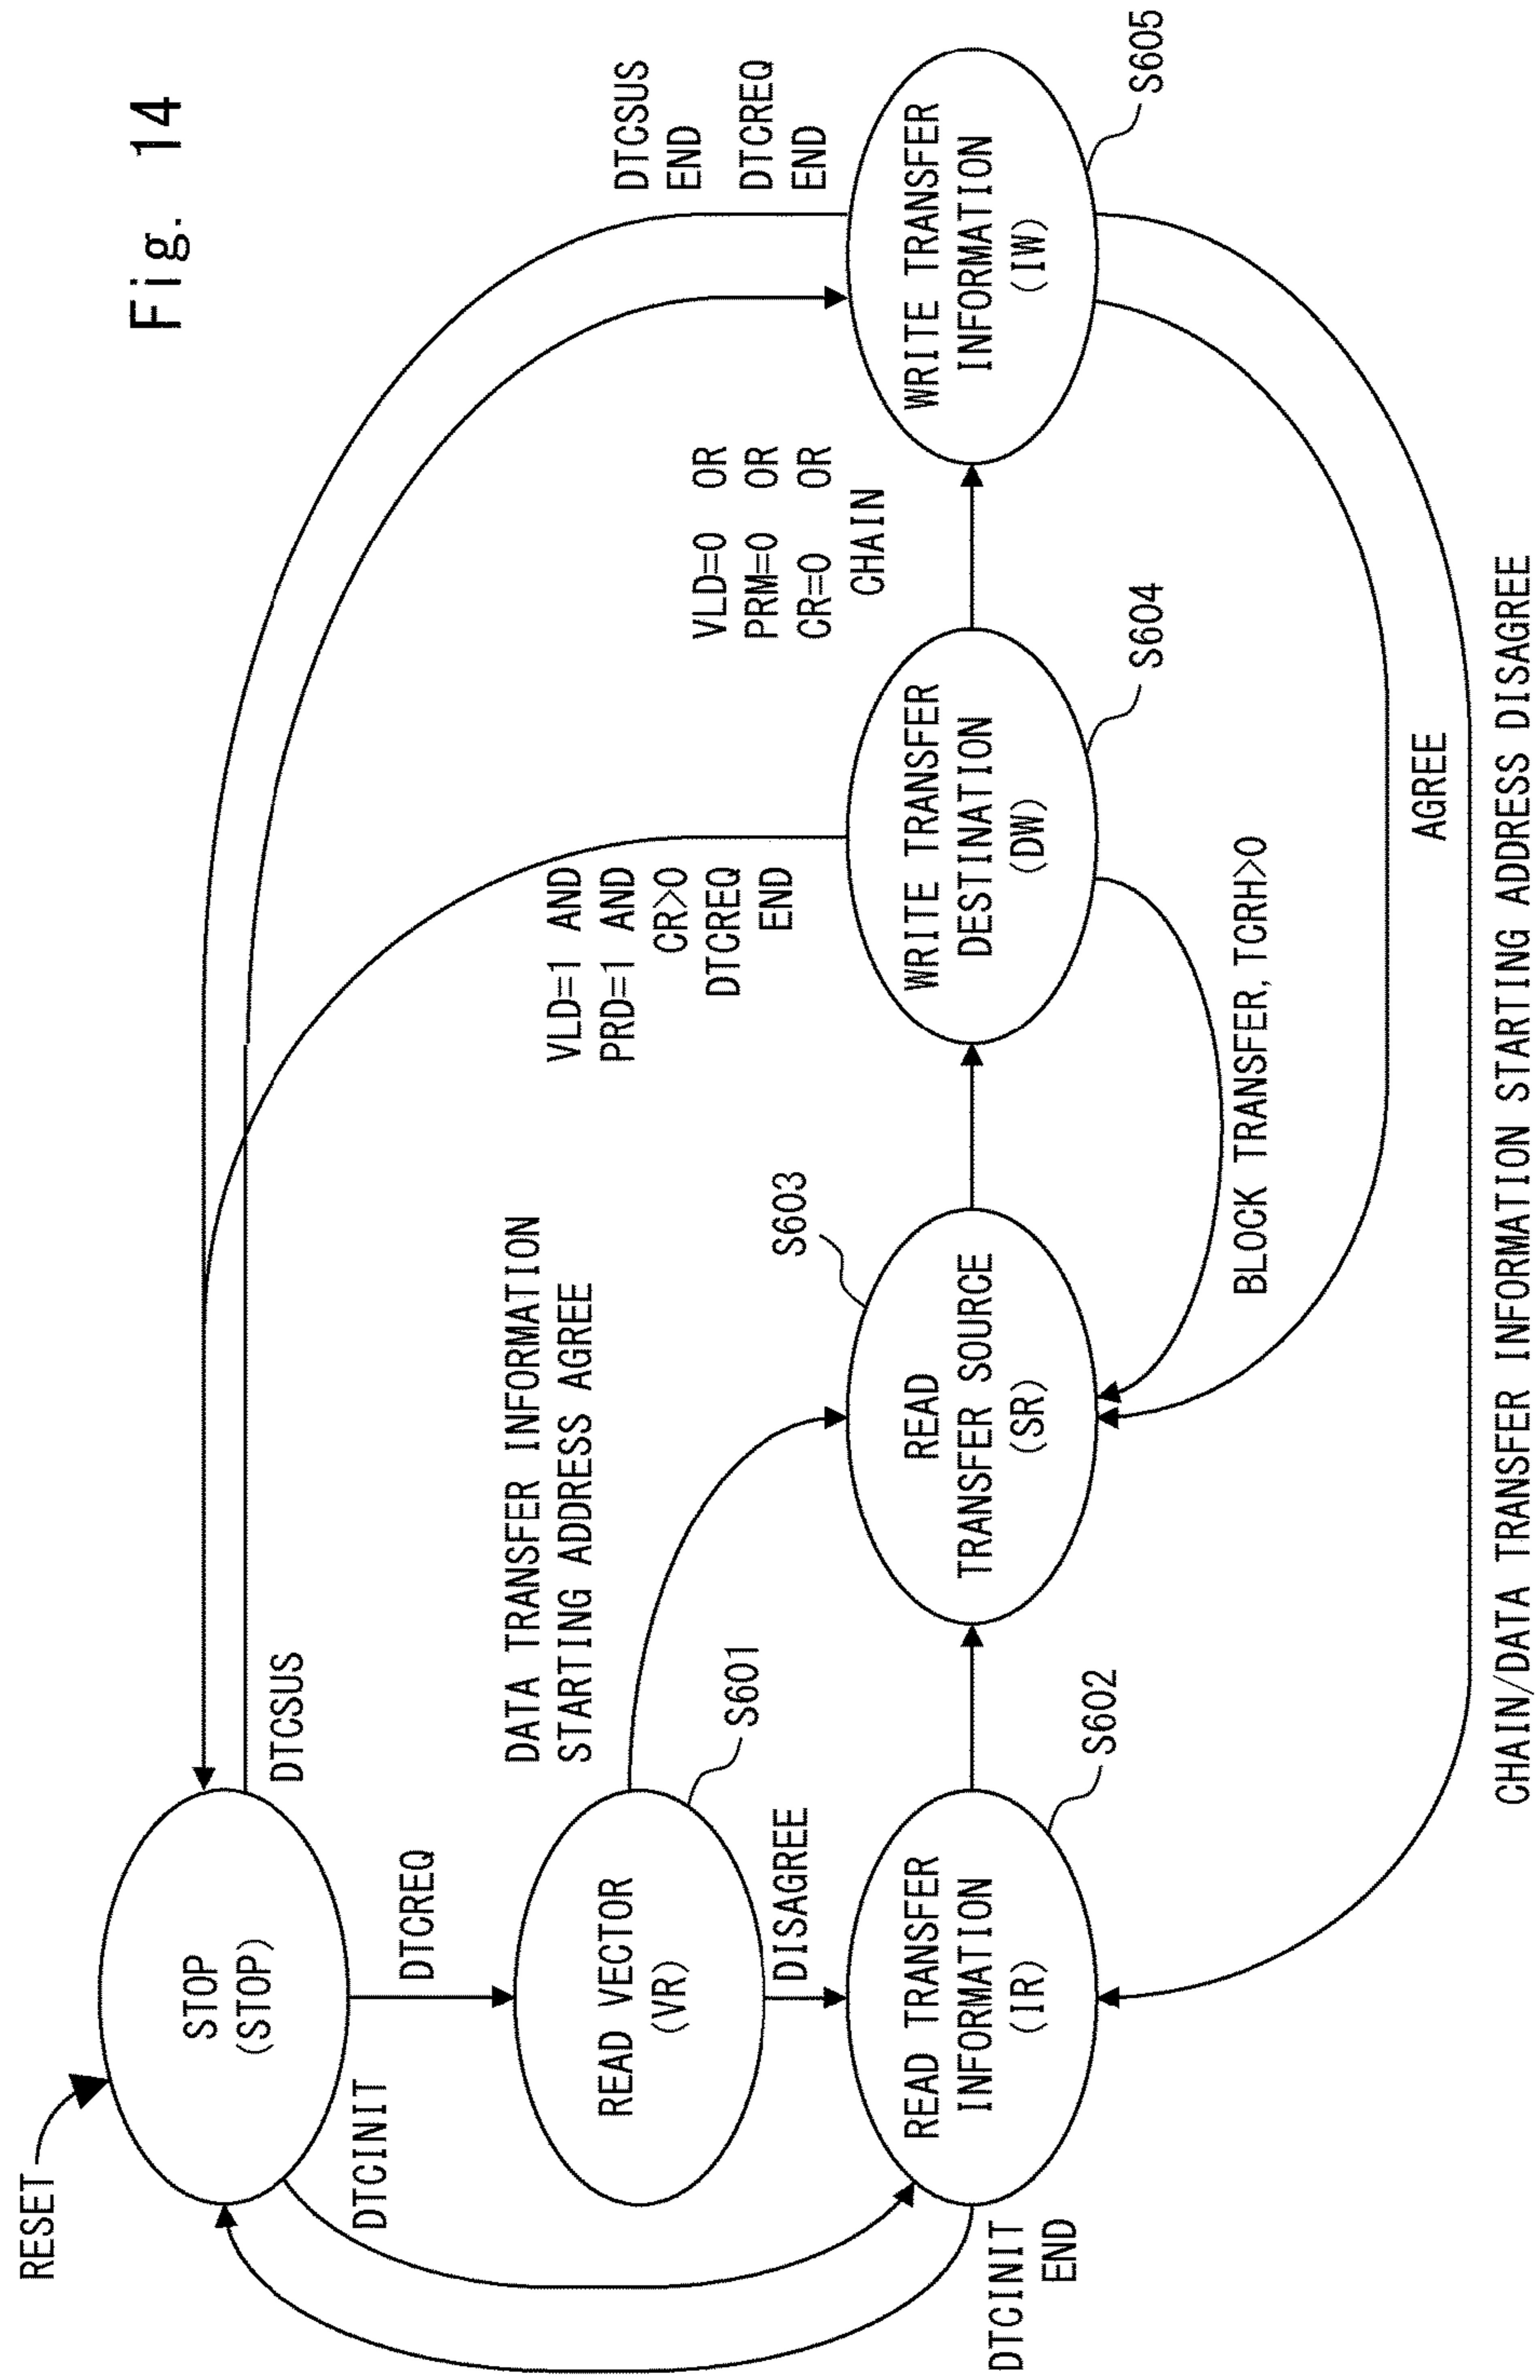 Fig. 14
RESET
STOP
(STOP)
DTCSUS
DTCINIT
DTCREQ
DTCSUS
END
DTCREQ
END
READ VECTOR
(VR)
S601
DATA TRANSFER INFORMATION
STARTING ADDRESS AGREE
DISAGREE
VLD=1 AND
PRD=1 AND
CR>0
DTCREQ
END
VLD=0 OR
PRM=0 OR
CR=0 OR
CHAIN
READ TRANSFER
INFORMATION
(IR)
S602
READ
TRANSFER SOURCE
(SR)
S603
WRITE TRANSFER
DESTINATION
(DW)
S604
WRITE TRANSFER
INFORMATION
(IW)
S605
DTCINIT
END
BLOCK TRANSFER, TCRH>0
AGREE
CHAIN/DATA TRANSFER INFORMATION STARTING ADDRESS DISAGREE